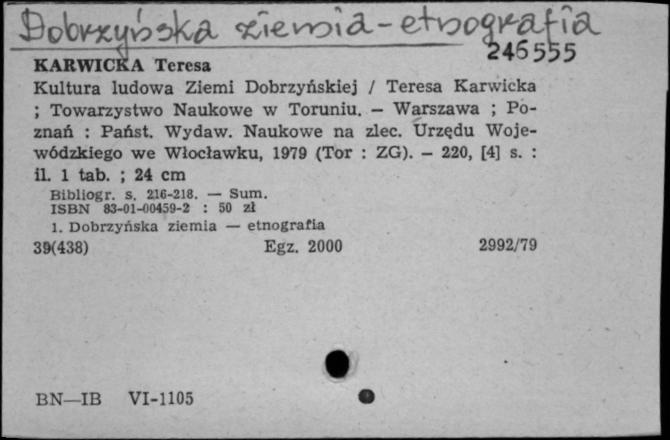 Dobrzyńska ziemia - etnografia
246555
KARWICKA Teresa
Kultura ludowa Ziemi Dobrzyńskiej / Teresa Karwicka
; Towarzystwo Naukowe w Toruniu. — Warszawa ; Po-
znań : Państ. Wydaw. Naukowe na zlec. Urzędu Woje-
wódzkiego we Włocławku, 1979 (Tor : ZG). — 220, [4] s. :
il. 1 tab. ; 24 cm
Bibliogr. s. 216-218. — Sum.
ISBN 83-01-00459-2 : 50 zł
1. Dobrzyńska ziemia — etnografia
39(438) Egz. 2000 2992/79
BN—IB VI-1105